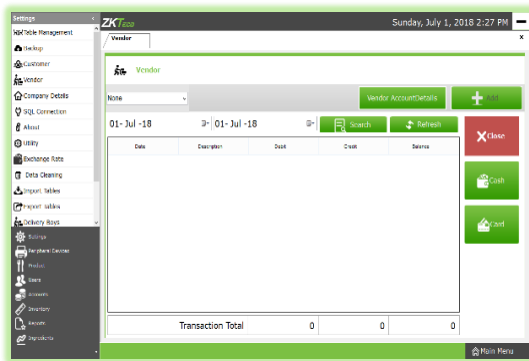 Settings
Table Management
Backup
Customer
Vendor
Company Details
SQL Connection
About
Utility
Exchange Rate
Data Cleaning
Import Tables
Export Tables
Delivery Boys
Settings
Peripheral Devices
Product
Users
Accounts
Inventory
Reports
Ingredients
ZKTeco
Sunday, July 1, 2018 2:27 PM
Vendor
x
Vendor
None
Vendor AccountDetails
Add
01- Jul -18
01- Jul -18
Search
Refresh
Close
Date
Description
Debit
Credit
Balance
Cash
Card
Transaction Total
0
0
0
Main Menu